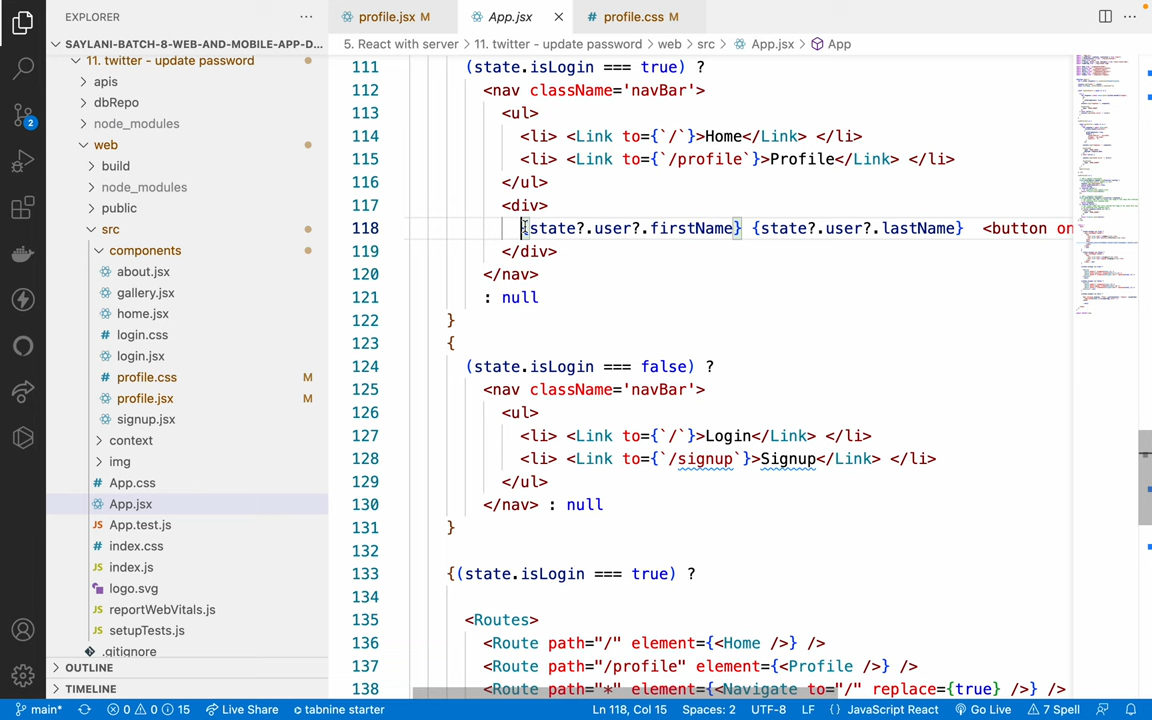 EXPLORER
profile.jsx M
App.jsx
# profile.css M
SAYLANI-BATCH-8-WEB-AND-MOBILE-APP-D...
5. React with server > 11. twitter - update password > web > src > App.jsx > App
11. twitter - update password
apis
dbRepo
node_modules
web
build
node_modules
public
src
components
about.jsx
gallery.jsx
home.jsx
# login.css
login.jsx
# profile.css M
profile.jsx M
signup.jsx
context
img
# App.css
App.jsx
JS App.test.js
# index.css
JS index.js
logo.svg
JS reportWebVitals.js
JS setupTests.js
.gitignore
OUTLINE
TIMELINE
111 (state.isLogin === true) ?
112 <nav className='navBar'>
113 <ul>
114 <li> <Link to={`/`}>Home</Link> </li>
115 <li> <Link to={`/profile`}>Profile</Link> </li>
116 </ul>
117 <div>
118 {state?.user?.firstName} {state?.user?.lastName} <button on
119 </div>
120 </nav>
121 : null
122 }
123 {
124 (state.isLogin === false) ?
125 <nav className='navBar'>
126 <ul>
127 <li> <Link to={`/`}>Login</Link> </li>
128 <li> <Link to={`/signup`}>Signup</Link> </li>
129 </ul>
130 </nav> : null
131 }
132
133 {(state.isLogin === true) ?
134
135 <Routes>
136 <Route path="/" element={<Home />} />
137 <Route path="/profile" element={<Profile />} />
138 <Route path="*" element={<Navigate to="/" replace={true} />} />
2
main* 0 0 15 Live Share tabnine starter Ln 118, Col 15 Spaces: 2 UTF-8 LF {} JavaScript React Go Live 7 Spell